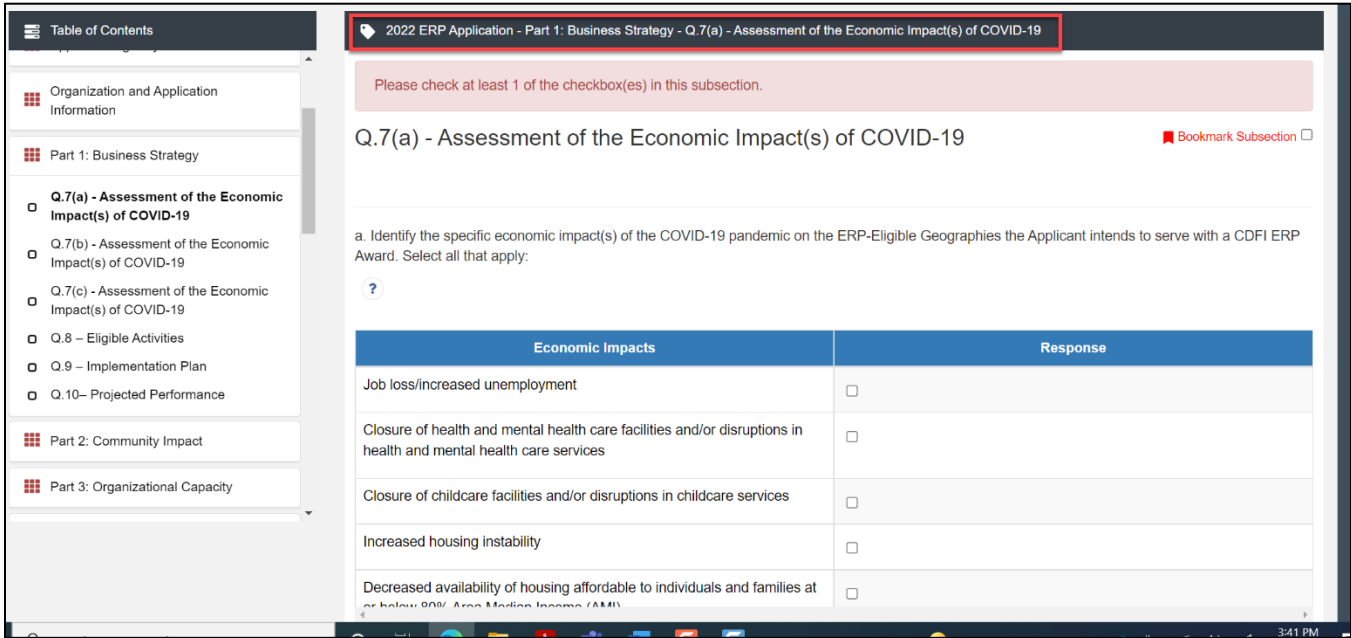 Table of Contents
Organization and Application
Information
Part 1: Business Strategy
Q.7(a) - Assessment of the Economic
Impact(s) of COVID-19
Q.7(b) - Assessment of the Economic
Impact(s) of COVID-19
Q.7(c) - Assessment of the Economic
Impact(s) of COVID-19
Q.8 – Eligible Activities
Q.9 – Implementation Plan
Q.10– Projected Performance
Part 2: Community Impact
Part 3: Organizational Capacity
2022 ERP Application - Part 1: Business Strategy - Q.7(a) - Assessment of the Economic Impact(s) of COVID-19
Please check at least 1 of the checkbox(es) in this subsection.
Q.7(a) - Assessment of the Economic Impact(s) of COVID-19
Bookmark Subsection
a. Identify the specific economic impact(s) of the COVID-19 pandemic on the ERP-Eligible Geographies the Applicant intends to serve with a CDFI ERP
Award. Select all that apply:
?
Economic Impacts Response
Job loss/increased unemployment
Closure of health and mental health care facilities and/or disruptions in
health and mental health care services
Closure of childcare facilities and/or disruptions in childcare services
Increased housing instability
Decreased availability of housing affordable to individuals and families at
or below 80% Area Median Income (AMI)
3:41 PM